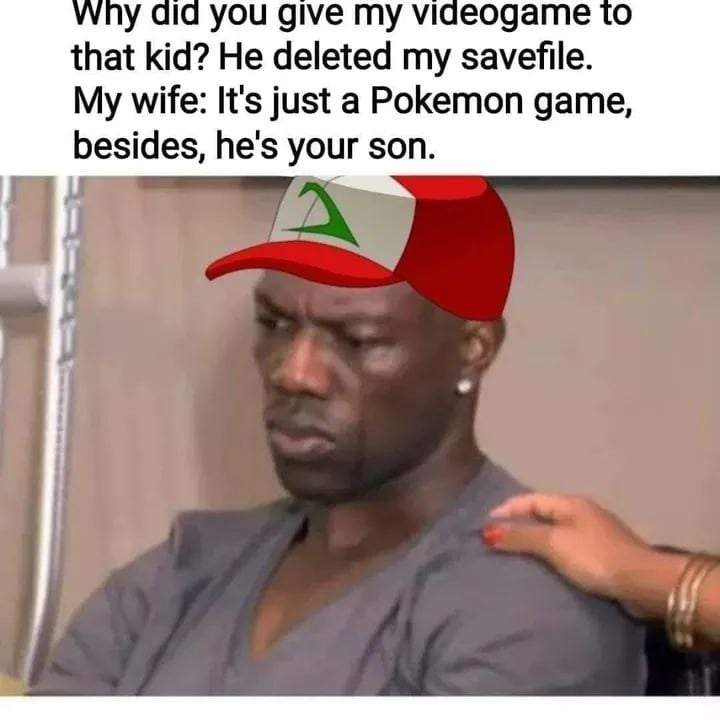 Why did you give my videogame to
that kid? He deleted my savefile.
My wife: It's just a Pokemon game,
besides, he's your son.